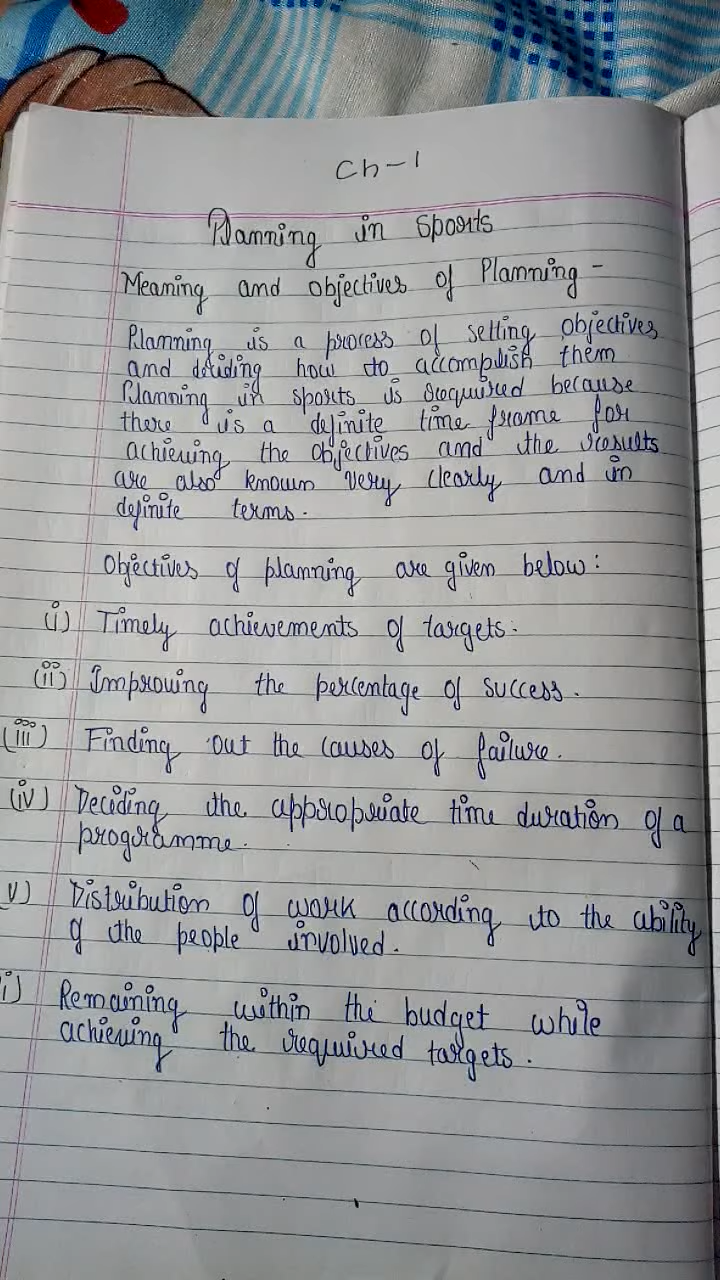 Ch-1
Planning in Sports
Meaning and objectives of Planning -
Planning is a process of setting objectives
and deciding how to accomplish them
Planning in sports is required because
there is a definite time frame for
achieving the objectives and the results
are also known very clearly and in
definite terms.
Objectives of planning are given below:
(i) Timely achievements of targets.
(ii) Improving the percentage of success.
(iii) Finding out the causes of failure.
(iv) Deciding the appropriate time duration of a
programme.
v) Distribution of work according to the ability
of the people involved.
i) Remaining within the budget while
achieving the required targets.